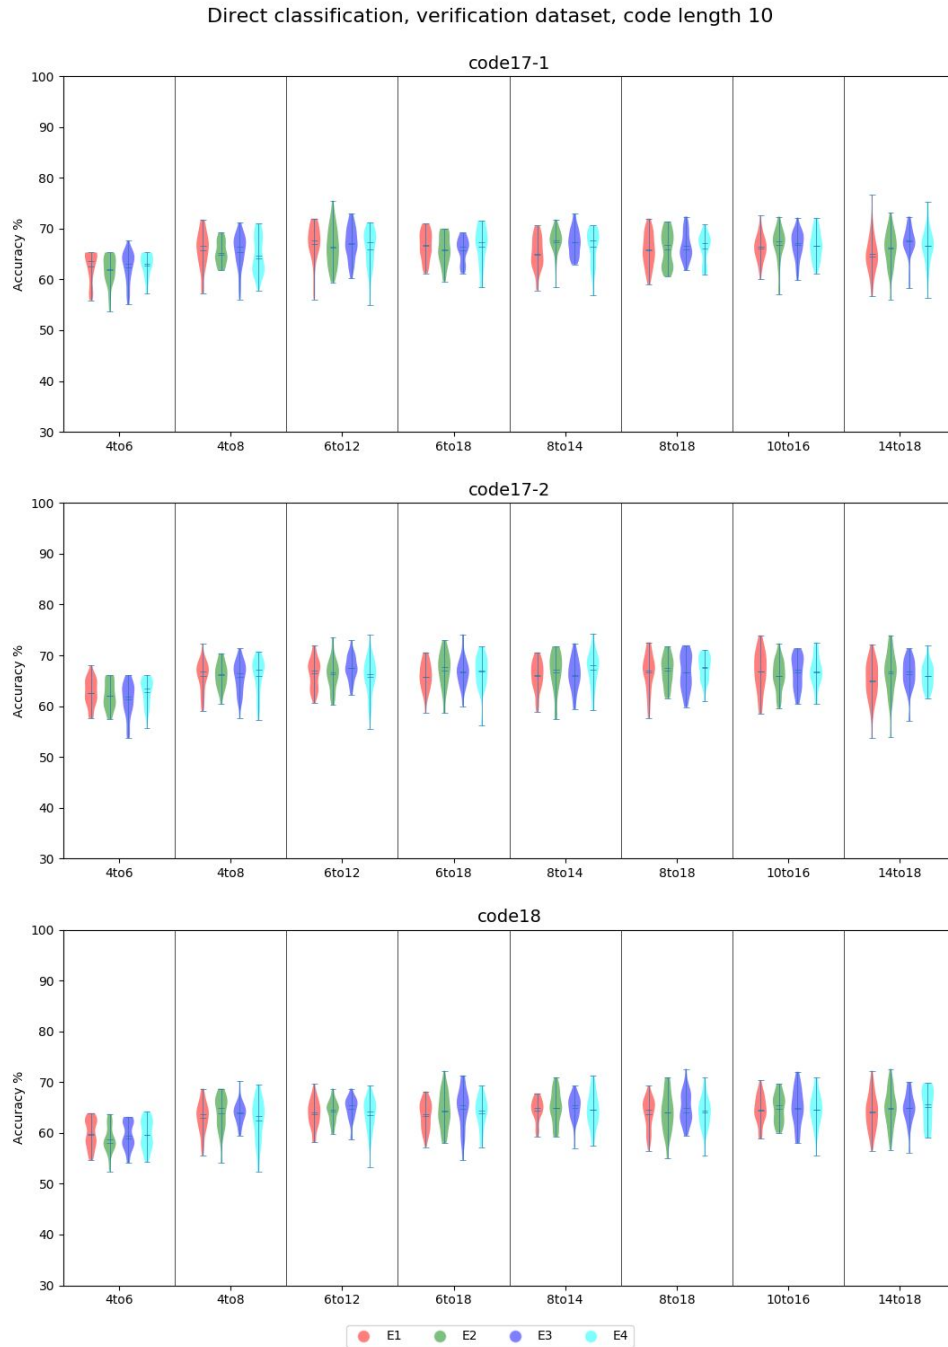 Direct classification, verification dataset, code length 10
code17-1
100
90
80
70
60
50
40
30
Accuracy %
4to6 4to8 6to12 6to18 8to14 8to18 10to16 14to18
code17-2
100
90
80
70
60
50
40
30
Accuracy %
4to6 4to8 6to12 6to18 8to14 8to18 10to16 14to18
code18
100
90
80
70
60
50
40
30
Accuracy %
4to6 4to8 6to12 6to18 8to14 8to18 10to16 14to18
E1 E2 E3 E4